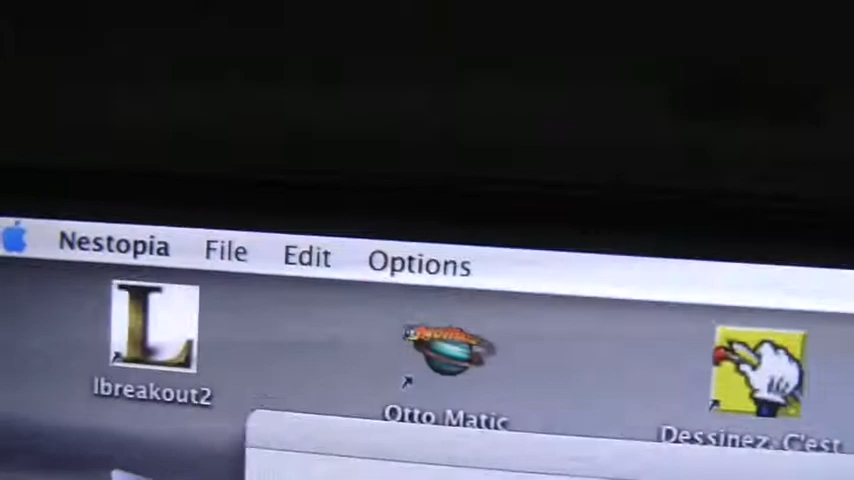 Nestopia File Edit Options
L
lbreakout2
Otto Matic
Dessinez, C'est